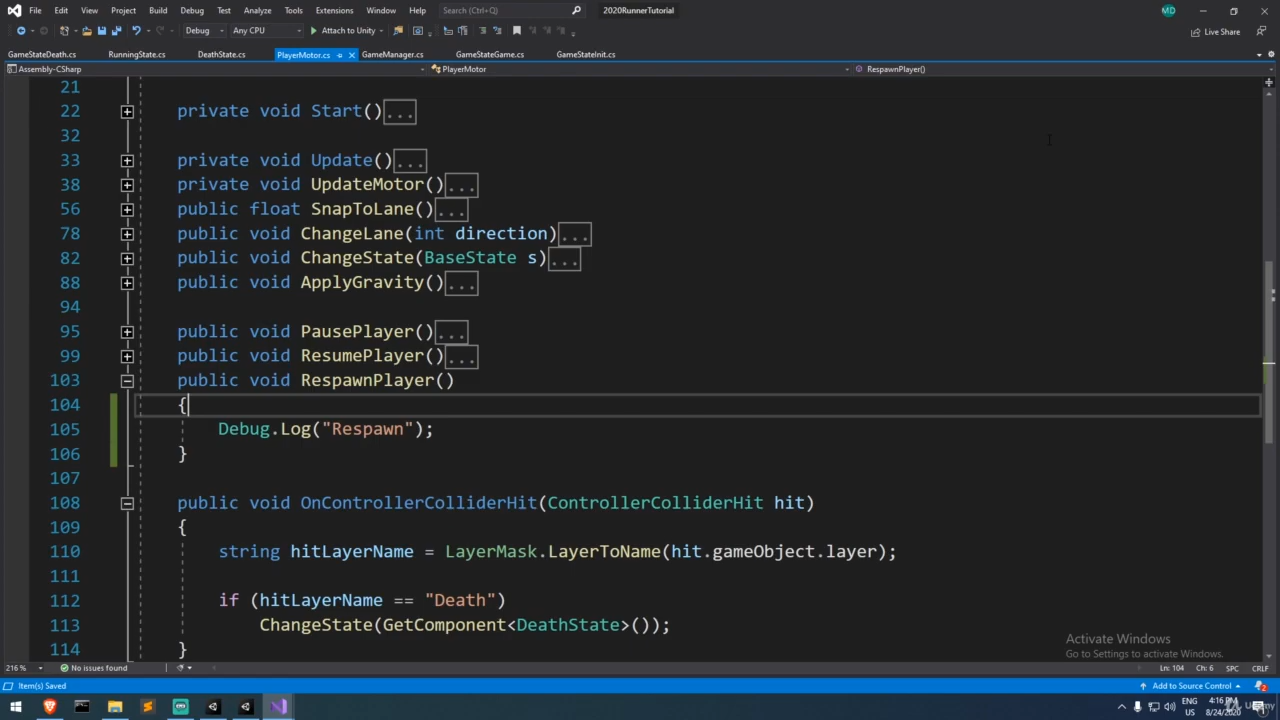 File Edit View Project Build Debug Test Analyze Tools Extensions Window Help Search (Ctrl+Q) 2020RunnerTutorial MD
Debug Any CPU Attach to Unity Live Share
GameStateDeath.cs RunningState.cs DeathState.cs PlayerMotor.cs GameManager.cs GameStateGame.cs GameStateInit.cs
Assembly-CSharp PlayerMotor RespawnPlayer()
21
22 private void Start()...
32
33 private void Update()...
38 private void UpdateMotor()...
56 public float SnapToLane()...
78 public void ChangeLane(int direction)...
82 public void ChangeState(BaseState s)...
88 public void ApplyGravity()...
94
95 public void PausePlayer()...
99 public void ResumePlayer()...
103 public void RespawnPlayer()
104 {
105 Debug.Log("Respawn");
106 }
107
108 public void OnControllerColliderHit(ControllerColliderHit hit)
109 {
110 string hitLayerName = LayerMask.LayerToName(hit.gameObject.layer);
111
112 if (hitLayerName == "Death")
113 ChangeState(GetComponent<DeathState>());
114 }
Activate Windows
Go to Settings to activate Windows.
216 % No issues found Ln: 104 Ch: 6 SPC CRLF
Item(s) Saved Add to Source Control 2
ENG 4:16 PM
US 8/24/2020
Udemy